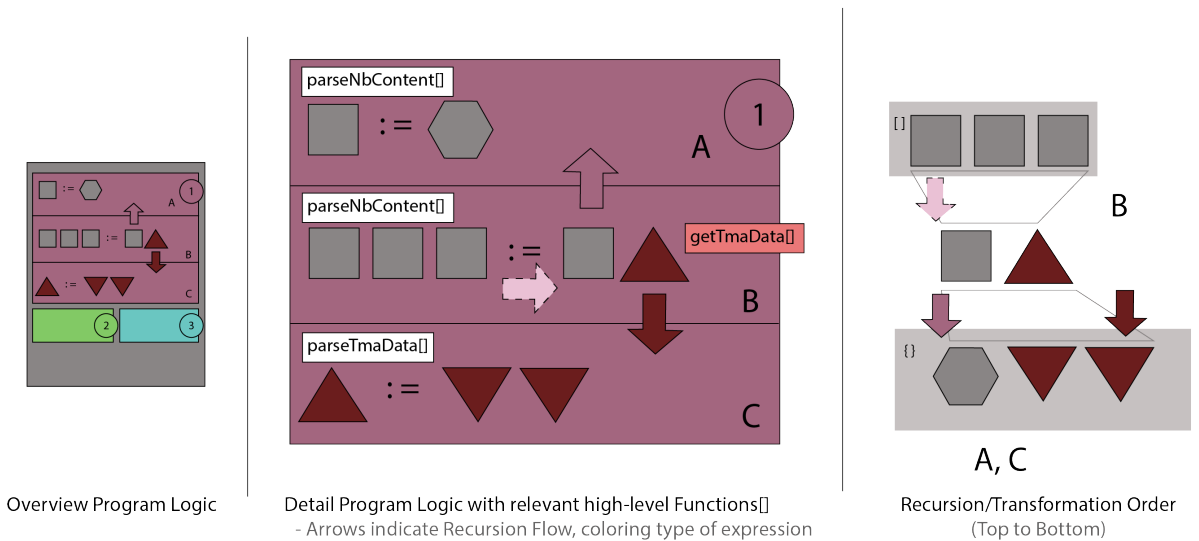 :=
1
A
:=
B
:=
C
2
3
Overview Program Logic
parseNbContent[]
:=
1
A
parseNbContent[]
:=
getTmaData[]
B
parseTmaData[]
:=
C
Detail Program Logic with relevant high-level Functions[]
- Arrows indicate Recursion Flow, coloring type of expression
[ ]
B
{ }
A, C
Recursion/Transformation Order
(Top to Bottom)